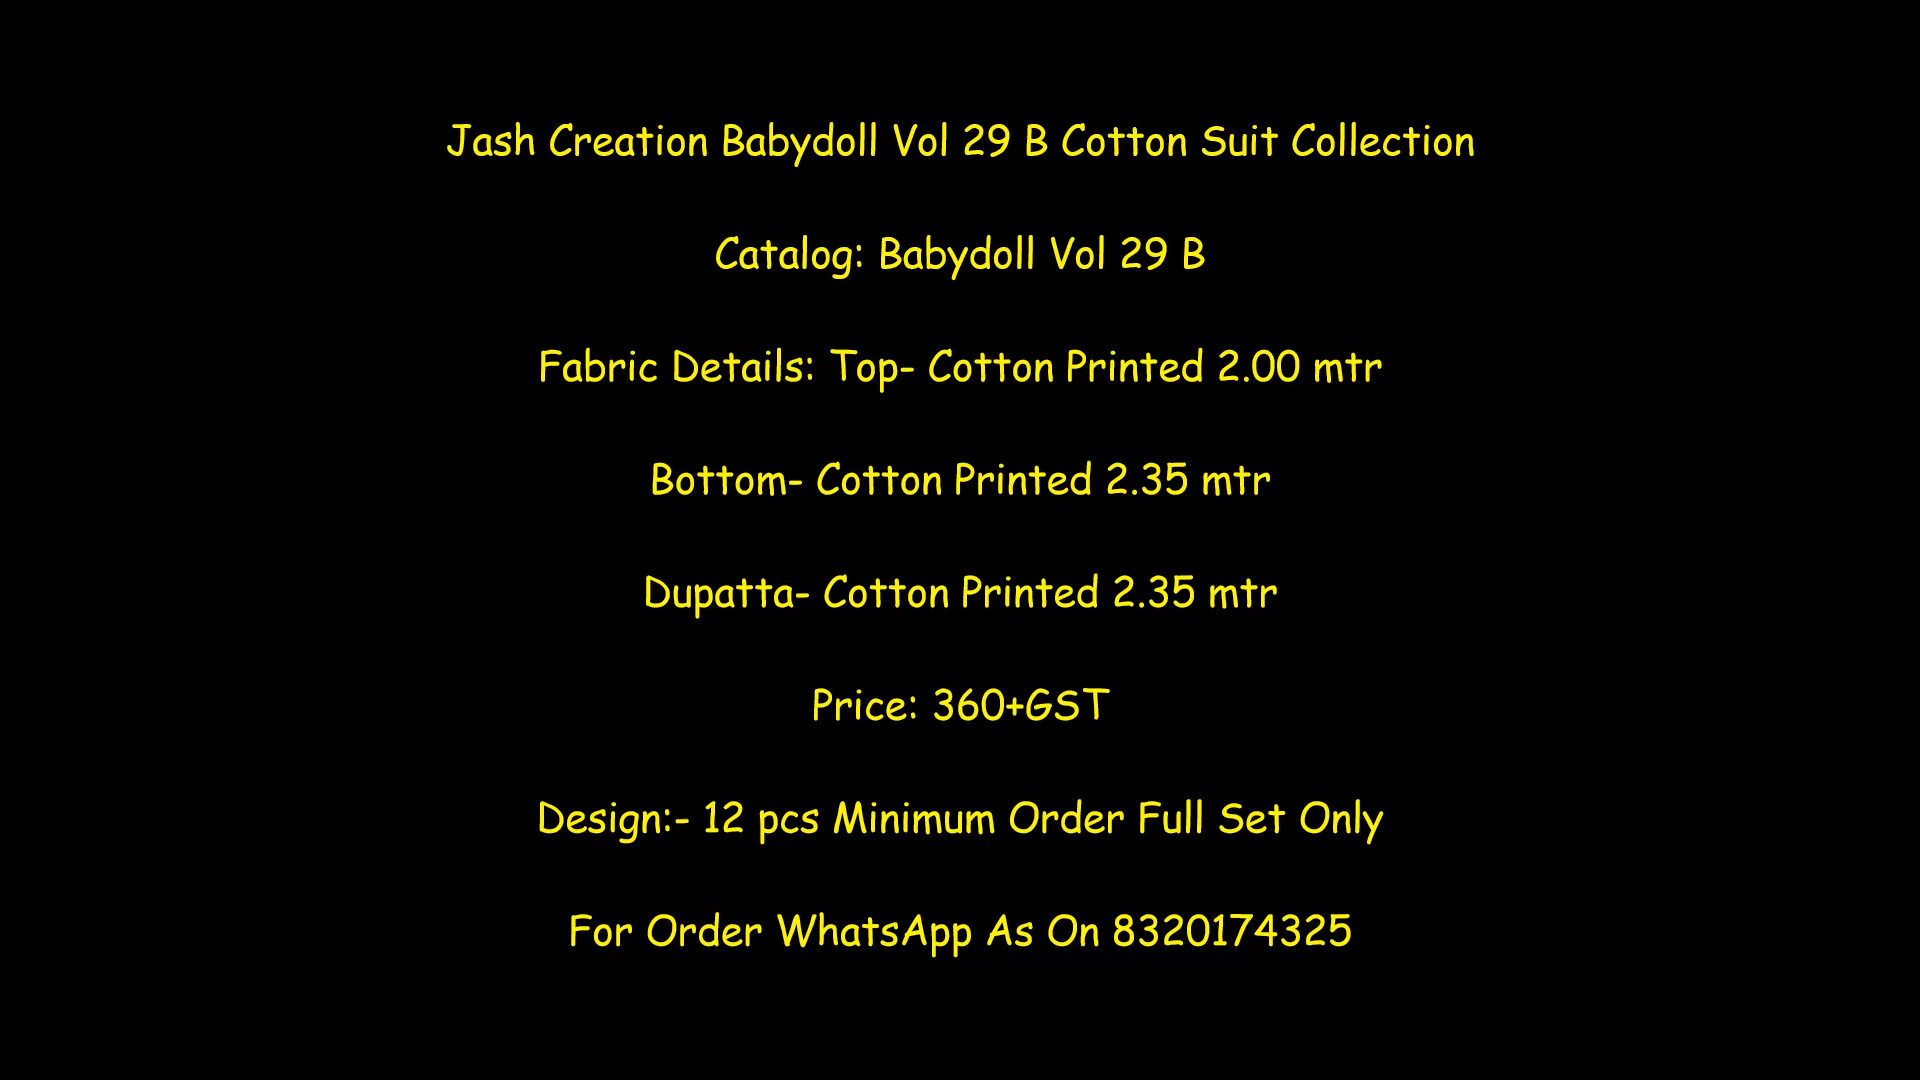 Jash Creation Babydoll Vol 29 B Cotton Suit Collection
Catalog: Babydoll Vol 29 B
Fabric Details: Top- Cotton Printed 2.00 mtr
Bottom- Cotton Printed 2.35 mtr
Dupatta- Cotton Printed 2.35 mtr
Price: 360+GST
Design:- 12 pcs Minimum Order Full Set Only
For Order WhatsApp As On 8320174325